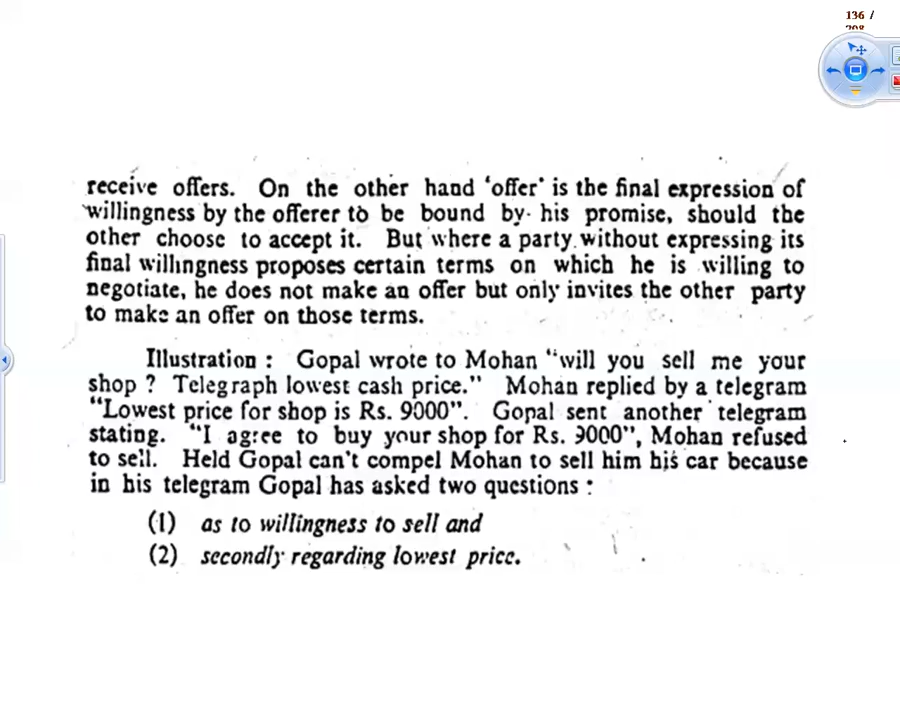 136 /
receive offers. On the other hand ‘offer’ is the final expression of
willingness by the offerer to be bound by his promise, should the
other choose to accept it. But where a party without expressing its
final willingness proposes certain terms on which he is willing to
negotiate, he does not make an offer but only invites the other party
to make an offer on those terms.
Illustration : Gopal wrote to Mohan “will you sell me your
shop ? Telegraph lowest cash price.” Mohan replied by a telegram
“Lowest price for shop is Rs. 9000”. Gopal sent another telegram
stating. “I agree to buy your shop for Rs. 9000”, Mohan refused
to sell. Held Gopal can’t compel Mohan to sell him his car because
in his telegram Gopal has asked two questions :
(1) as to willingness to sell and
(2) secondly regarding lowest price.